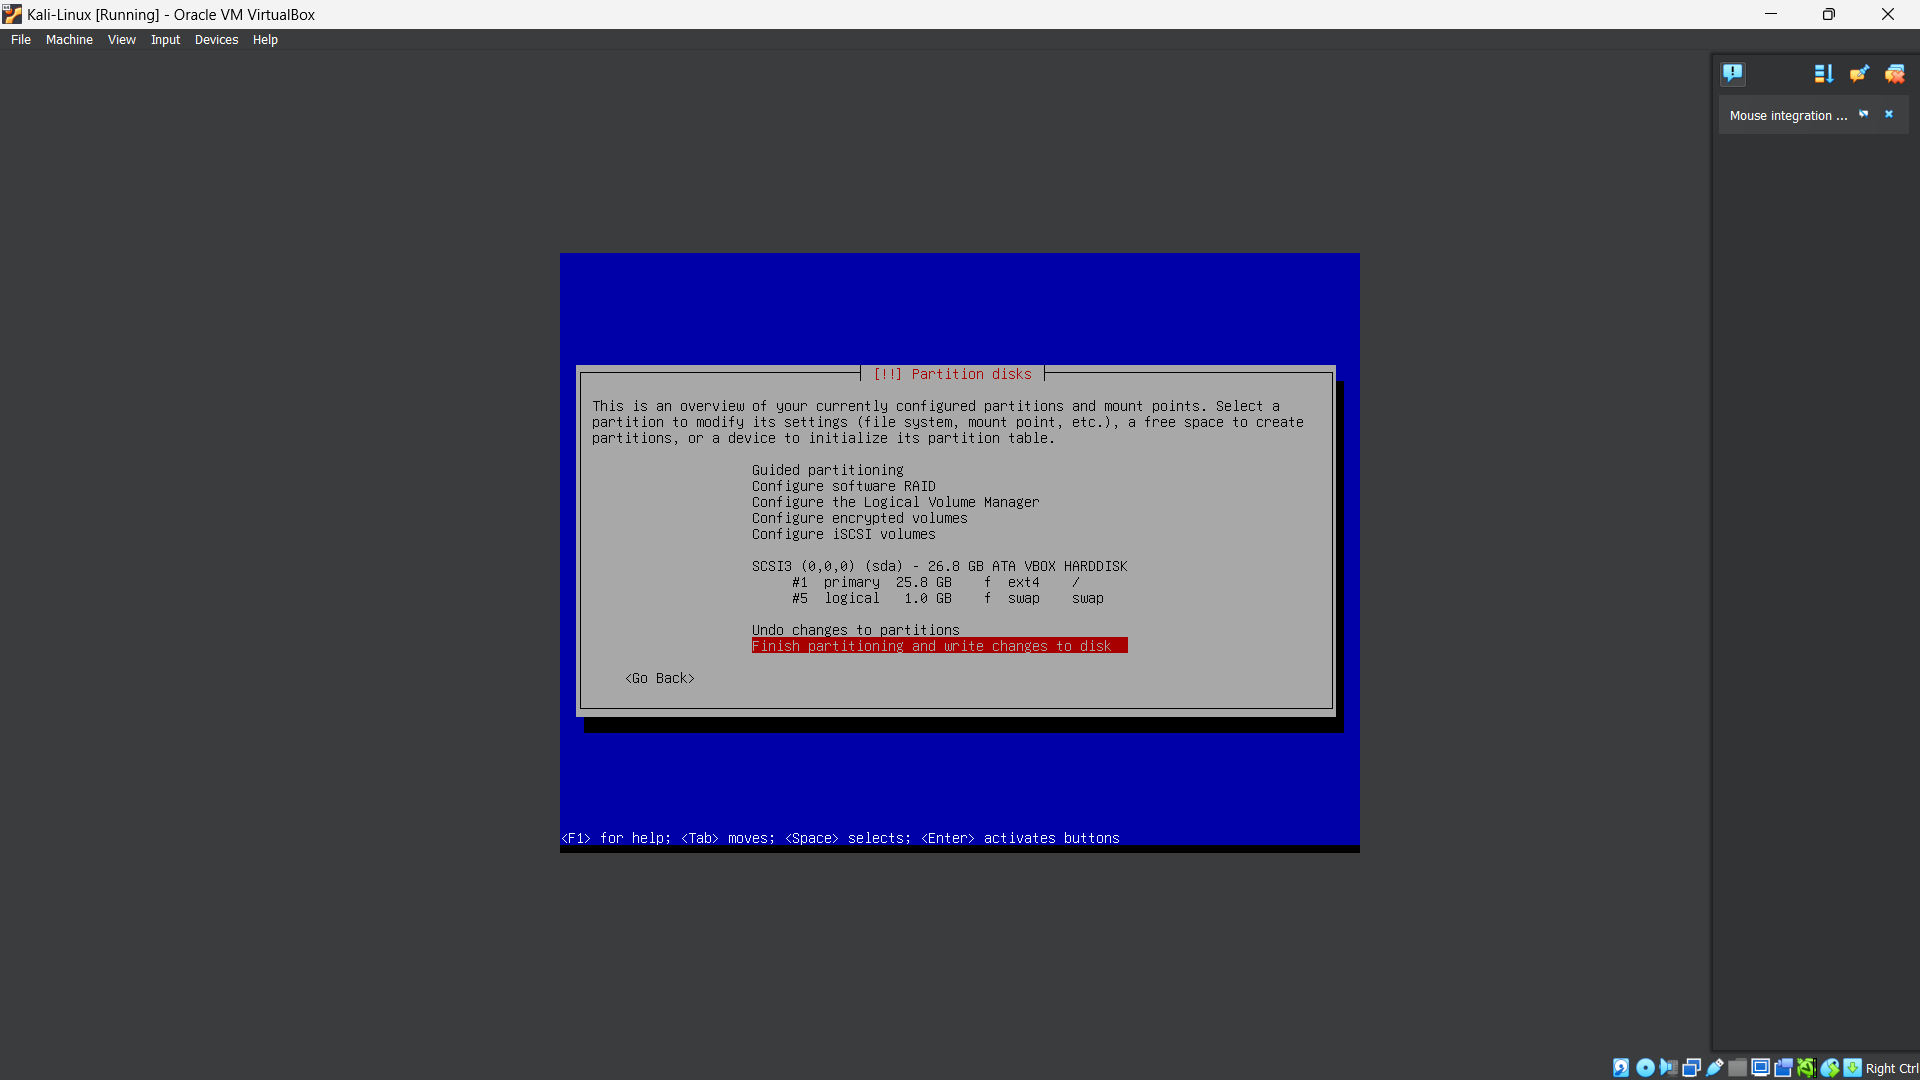 Kali-Linux [Running] - Oracle VM VirtualBox
File Machine View Input Devices Help
Mouse integration ...
[!!] Partition disks
This is an overview of your currently configured partitions and mount points. Select a
partition to modify its settings (file system, mount point, etc.), a free space to create
partitions, or a device to initialize its partition table.
Guided partitioning
Configure software RAID
Configure the Logical Volume Manager
Configure encrypted volumes
Configure iSCSI volumes
SCSI3 (0,0,0) (sda) - 26.8 GB ATA VBOX HARDDISK
#1 primary 25.8 GB f ext4 /
#5 logical 1.0 GB f swap swap
Undo changes to partitions
Finish partitioning and write changes to disk
<Go Back>
<F1> for help; <Tab> moves; <Space> selects; <Enter> activates buttons
Right Ctrl